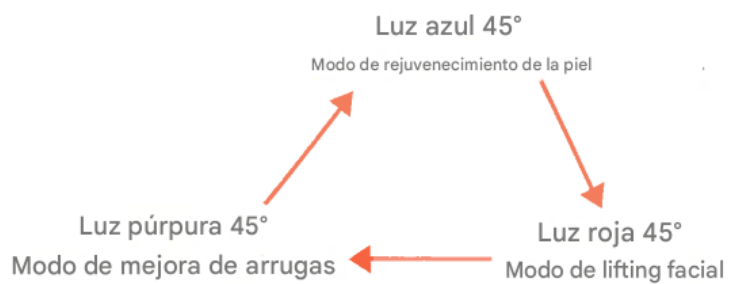 Luz azul 45°
Modo de rejuvenecimiento de la piel
Luz púrpura 45°
Modo de mejora de arrugas
Luz roja 45°
Modo de lifting facial